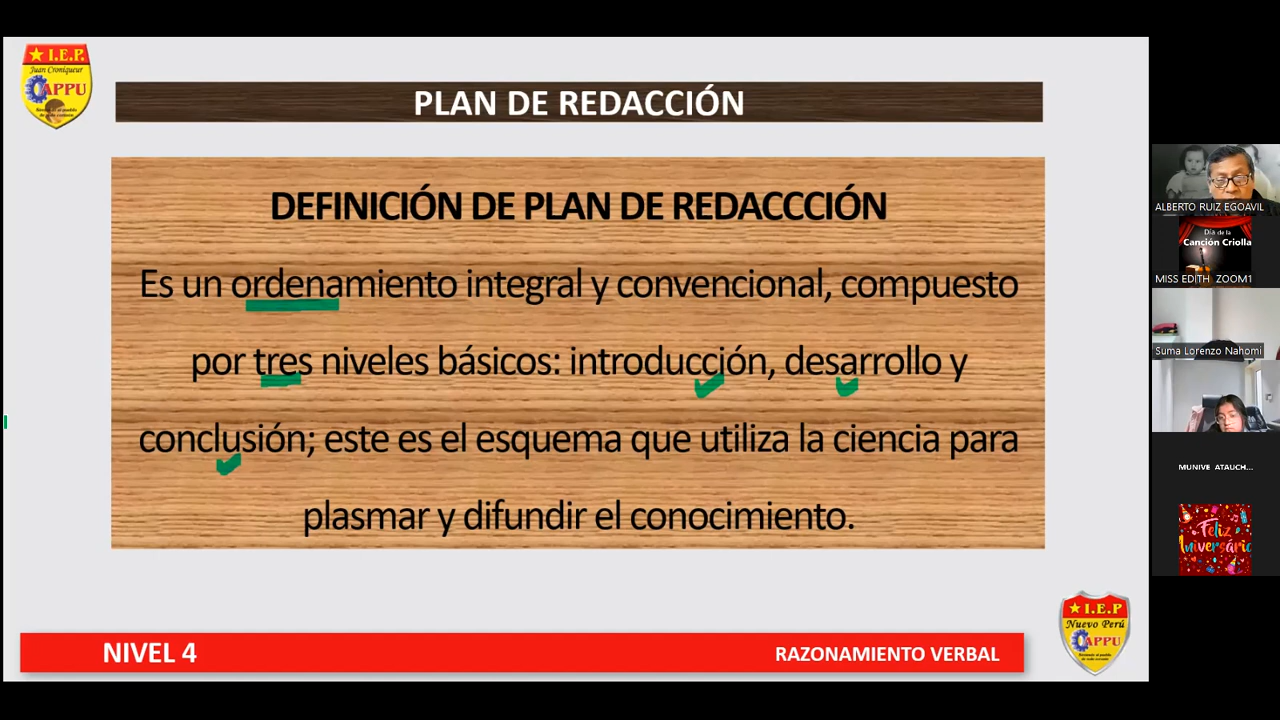 I.E.P.
Juan Croniqueur
APPU
PLAN DE REDACCIÓN
DEFINICIÓN DE PLAN DE REDACCCIÓN
Es un ordenamiento integral y convencional, compuesto
por tres niveles básicos: introducción, desarrollo y
conclusión; este es el esquema que utiliza la ciencia para
plasmar y difundir el conocimiento.
NIVEL 4
RAZONAMIENTO VERBAL
I.E.P
Nuevo Perú
APPU
ALBERTO RUIZ EGOAVIL
Día de la
Canción Criolla
MISS EDITH ZOOM1
Suma Lorenzo Nahomi
MUNIVE ATAUCH...
Feliz
Aniversário